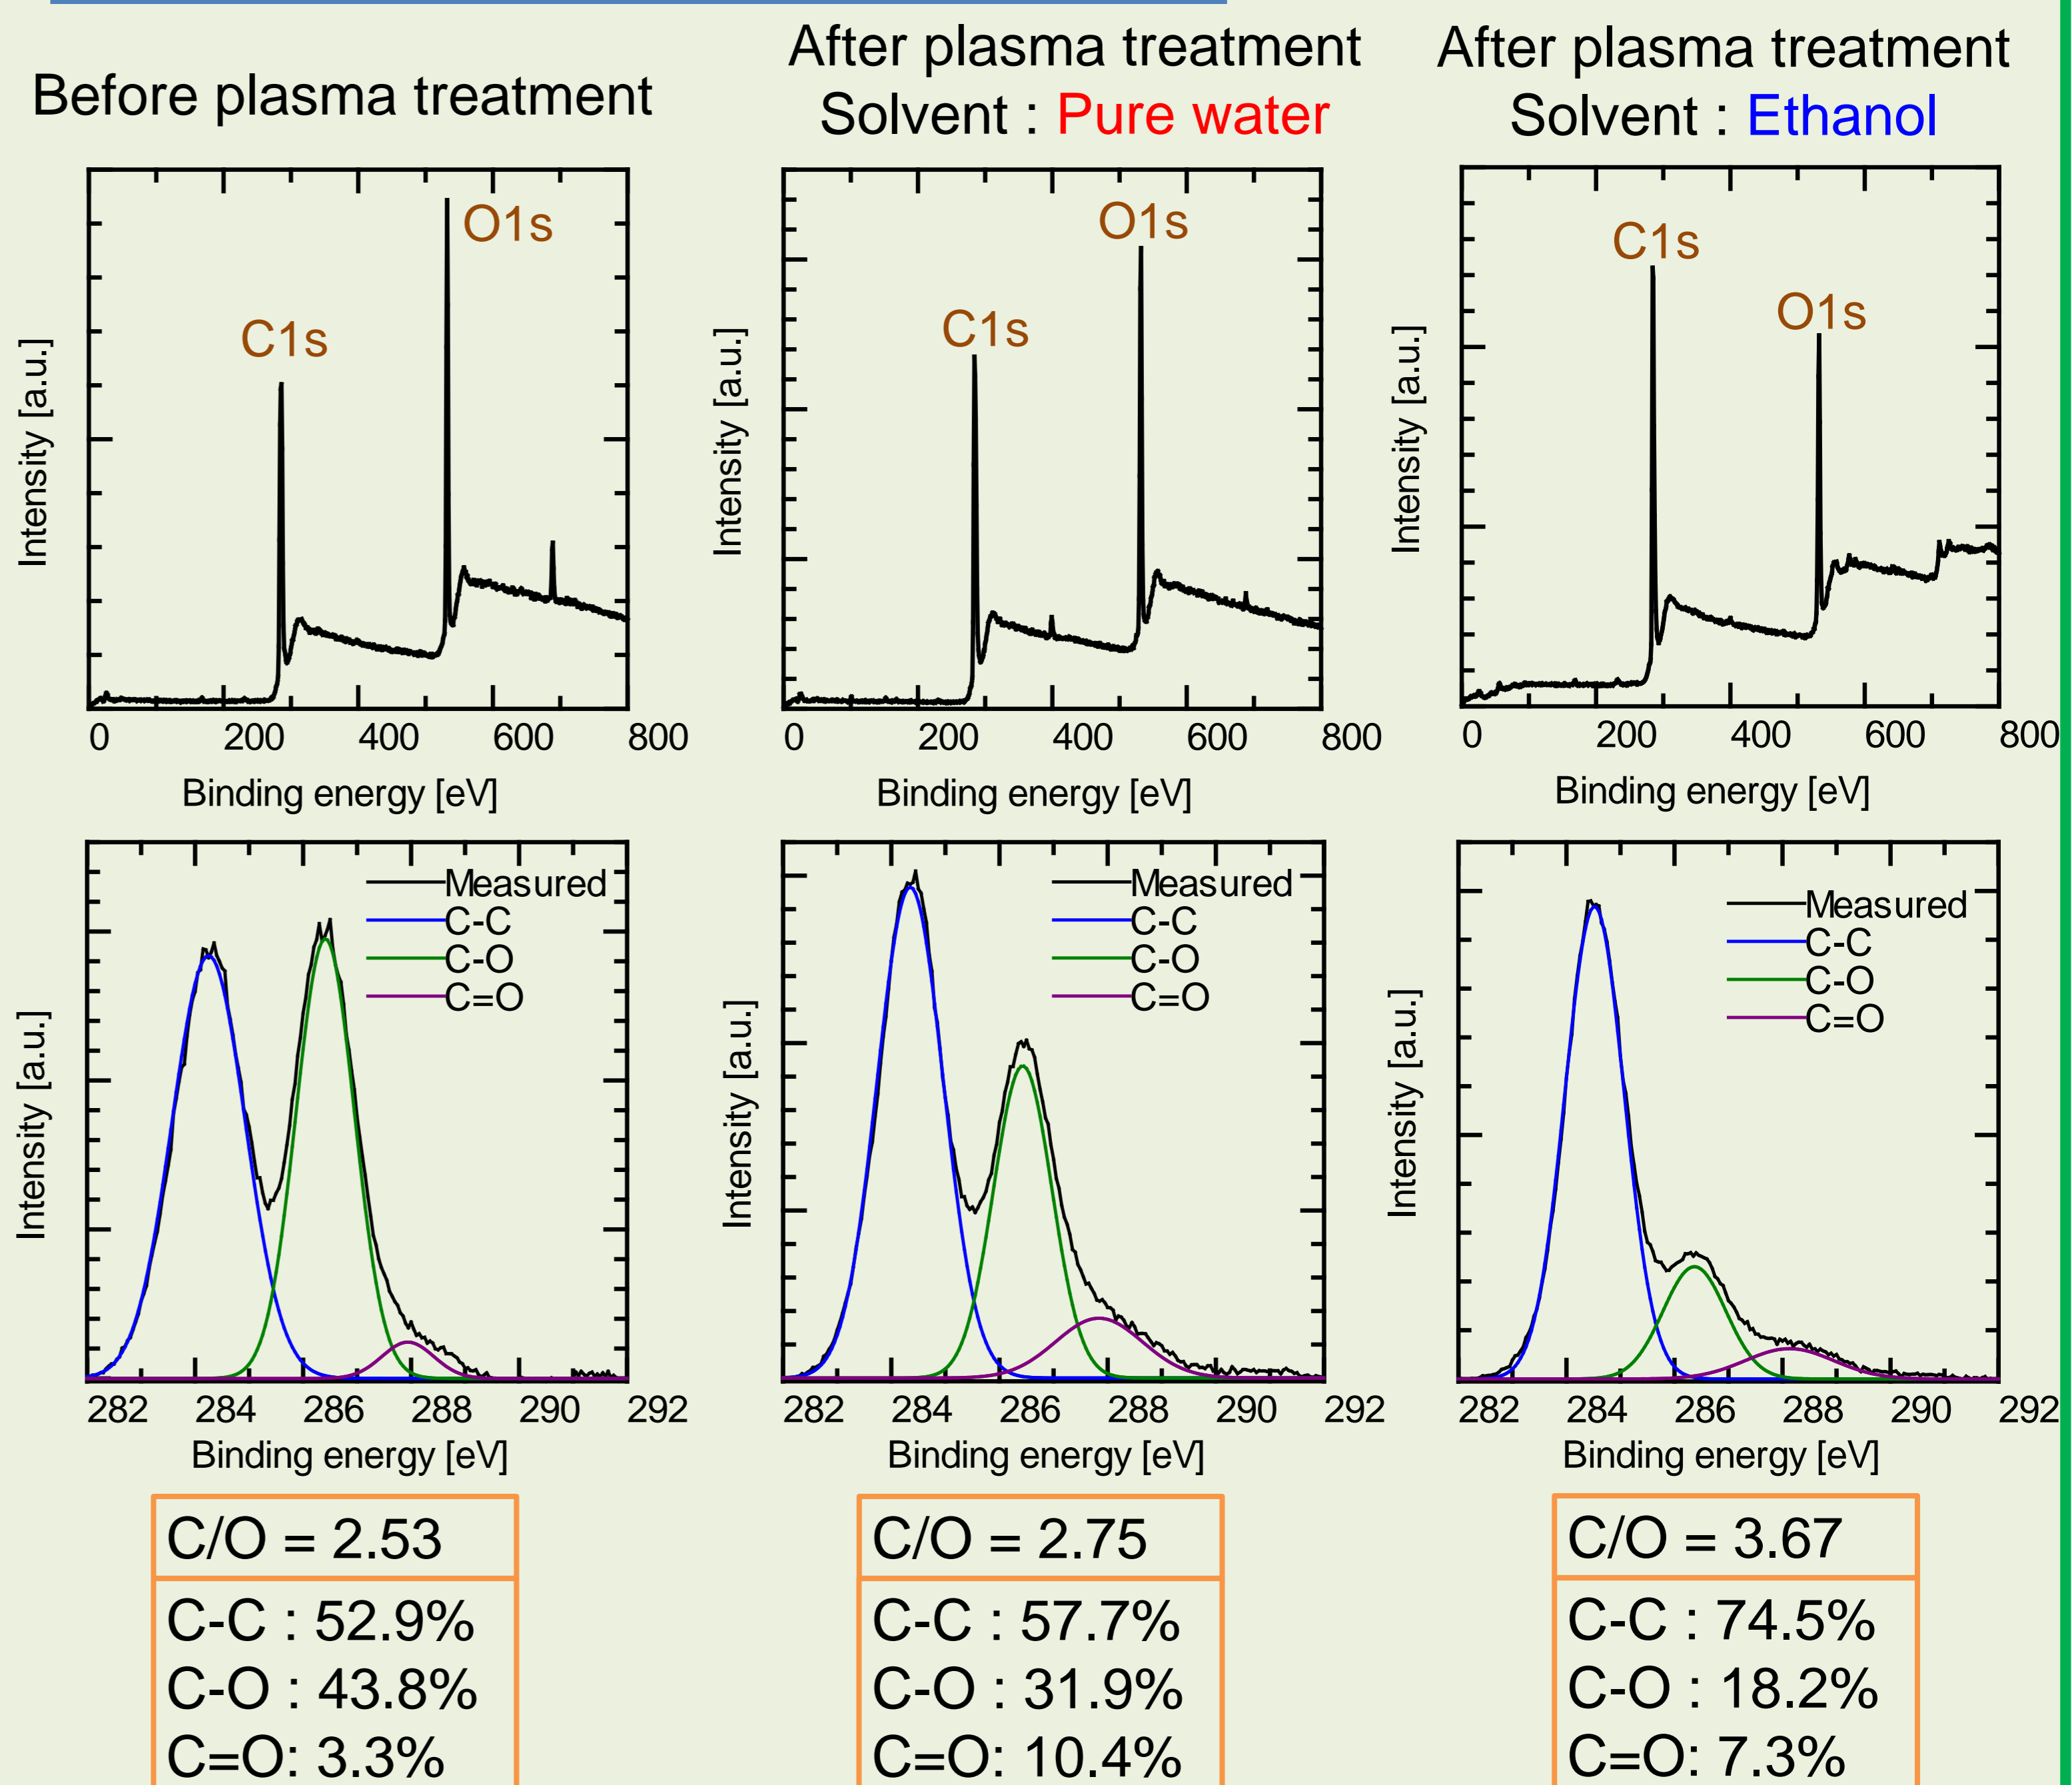 Before plasma treatment
After plasma treatment
Solvent : Pure water
After plasma treatment
Solvent : Ethanol
Intensity [a.u.]
C1s
O1s
0 200 400 600 800
Binding energy [eV]
Intensity [a.u.]
C1s
O1s
0 200 400 600 800
Binding energy [eV]
Intensity [a.u.]
C1s
O1s
0 200 400 600 800
Binding energy [eV]
Intensity [a.u.]
Measured
C-C
C-O
C=O
282 284 286 288 290 292
Binding energy [eV]
Intensity [a.u.]
Measured
C-C
C-O
C=O
282 284 286 288 290 292
Binding energy [eV]
Intensity [a.u.]
Measured
C-C
C-O
C=O
282 284 286 288 290 292
Binding energy [eV]
C/O = 2.53
C-C : 52.9%
C-O : 43.8%
C=O: 3.3%
C/O = 2.75
C-C : 57.7%
C-O : 31.9%
C=O: 10.4%
C/O = 3.67
C-C : 74.5%
C-O : 18.2%
C=O: 7.3%